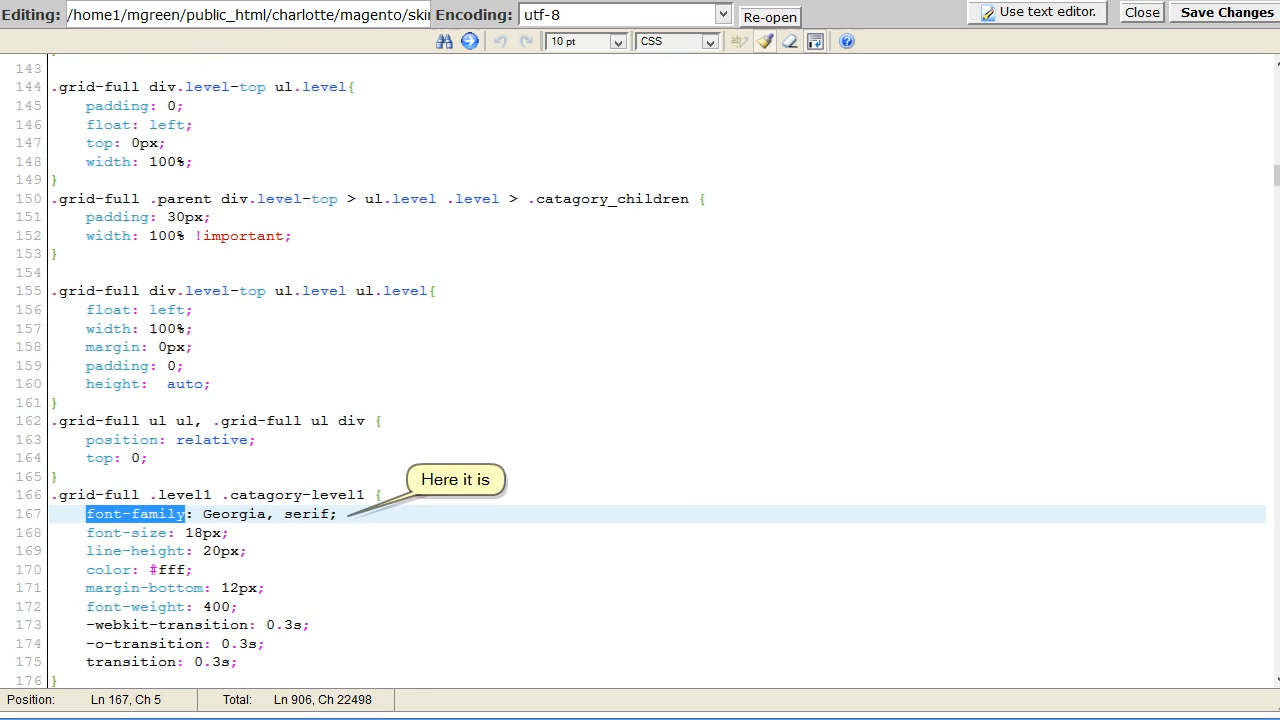 Editing: /home1/mgreen/public_html/charlotte/magento/skin Encoding: utf-8 Re-open Use text editor. Close Save Changes
10 pt CSS
143
144 .grid-full div.level-top ul.level{
145 padding: 0;
146 float: left;
147 top: 0px;
148 width: 100%;
149 }
150 .grid-full .parent div.level-top > ul.level .level > .catagory_children {
151 padding: 30px;
152 width: 100% !important;
153 }
154
155 .grid-full div.level-top ul.level ul.level{
156 float: left;
157 width: 100%;
158 margin: 0px;
159 padding: 0;
160 height:  auto;
161 }
162 .grid-full ul ul, .grid-full ul div {
163 position: relative;
164 top: 0;
165 }
Here it is
166 .grid-full .level1 .catagory-level1 {
167 font-family: Georgia, serif;
168 font-size: 18px;
169 line-height: 20px;
170 color: #fff;
171 margin-bottom: 12px;
172 font-weight: 400;
173 -webkit-transition: 0.3s;
174 -o-transition: 0.3s;
175 transition: 0.3s;
176 }
Position: Ln 167, Ch 5 Total: Ln 906, Ch 22498